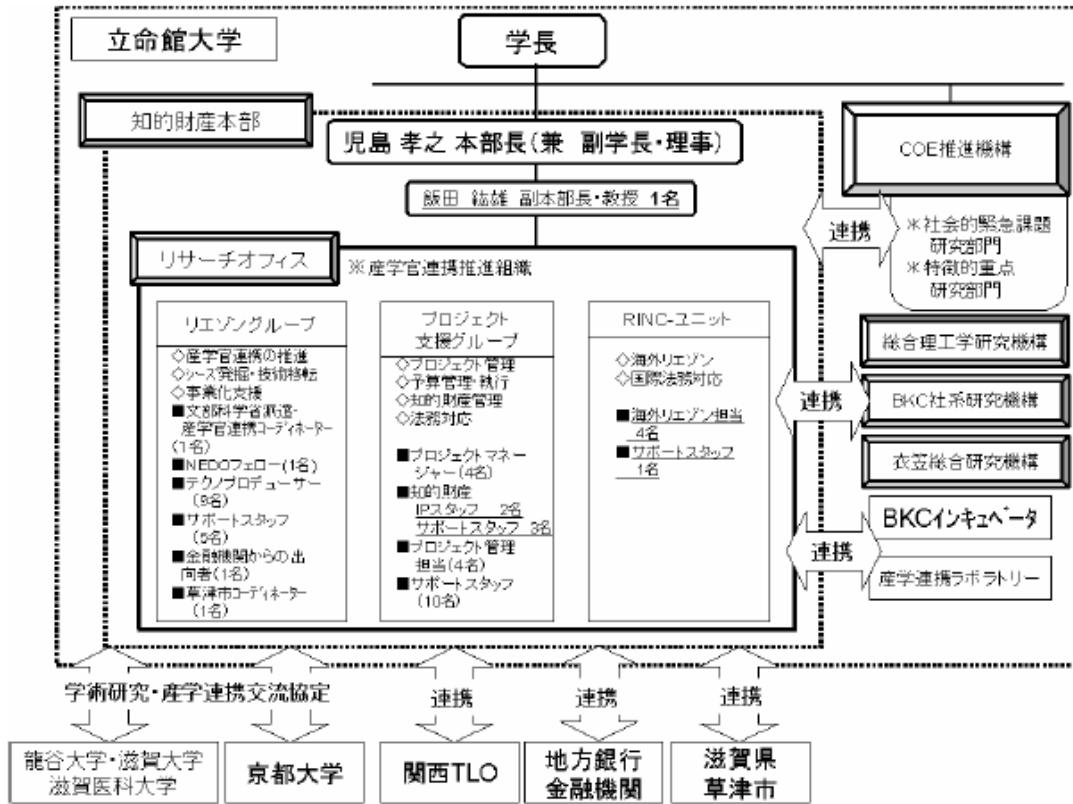 立命館大学
学長
知的財産本部
児島 孝之 本部長(兼 副学長・理事)
飯田 紘雄 副本部長・教授 1名
COE推進機構
※社会的緊急課題
研究部門
※特徴的重点
研究部門
連携
リサーチオフィス
※産学官連携推進組織
リエゾングループ
◇産学官連携の推進
◇シーズ発掘・技術移転
◇事業化支援
■文部科学省派遣・
産学官連携コーディネーター
(1名)
■NEDOフェロー(1名)
■テクノプロデューサー
(9名)
■サポートスタッフ
(5名)
■金融機関からの出
向者(1名)
■草津市コーディネーター
(1名)
プロジェクト
支援グループ
◇プロジェクト管理
◇予算管理・執行
◇知的財産管理
◇法務対応
■プロジェクトマネー
ジャー(4名)
■知的財産
IPスタッフ 2名
サポートスタッフ 3名
■プロジェクト管理
担当(4名)
■サポートスタッフ
(10名)
RINC-ユニット
◇海外リエゾン
◇国際法務対応
■海外リエゾン担当
4名
■サポートスタッフ
1名
連携
総合理工学研究機構
BKC社系研究機構
衣笠総合研究機構
連携
BKCインキュベータ
産学連携ラボラトリー
学術研究・産学連携交流協定
連携
連携
連携
龍谷大学・滋賀大学
滋賀医科大学
京都大学
関西TLO
地方銀行
金融機関
滋賀県
草津市